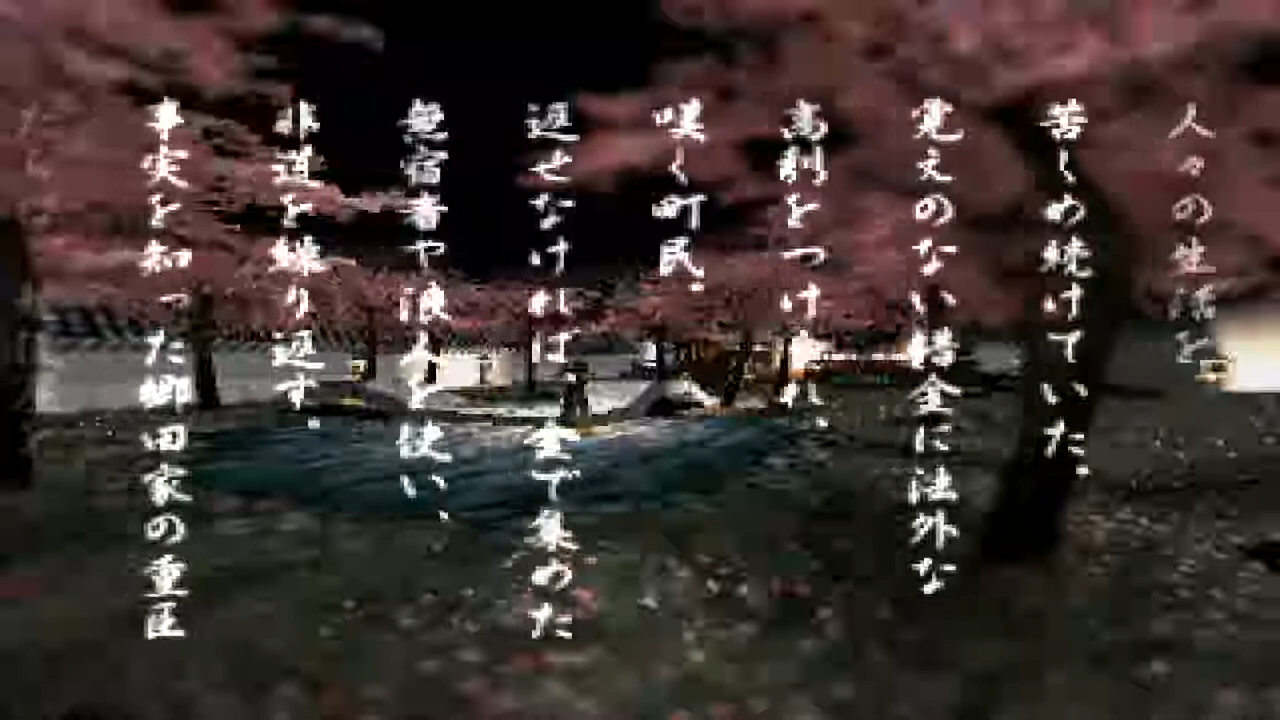 人々の生活を
苦しめ続けていた。
覚えのない借金に法外な
高利をつけられ、
嘆く町民。
返せなければ、金で集めた
無宿者や浪人を使い、
非道を繰り返す。
事実を知った郷田家の重臣